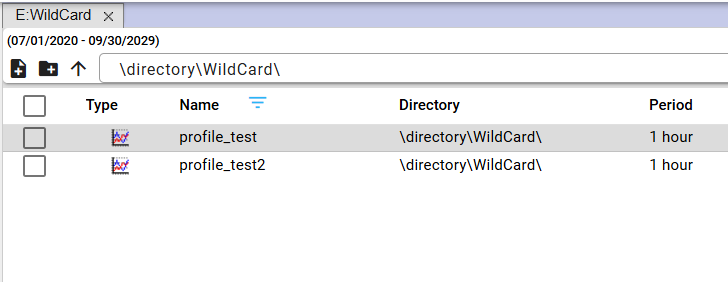 E:WildCard
(07/01/2020 - 09/30/2029)
\directory\WildCard\
Type Name Directory Period
profile_test \directory\WildCard\ 1 hour
profile_test2 \directory\WildCard\ 1 hour